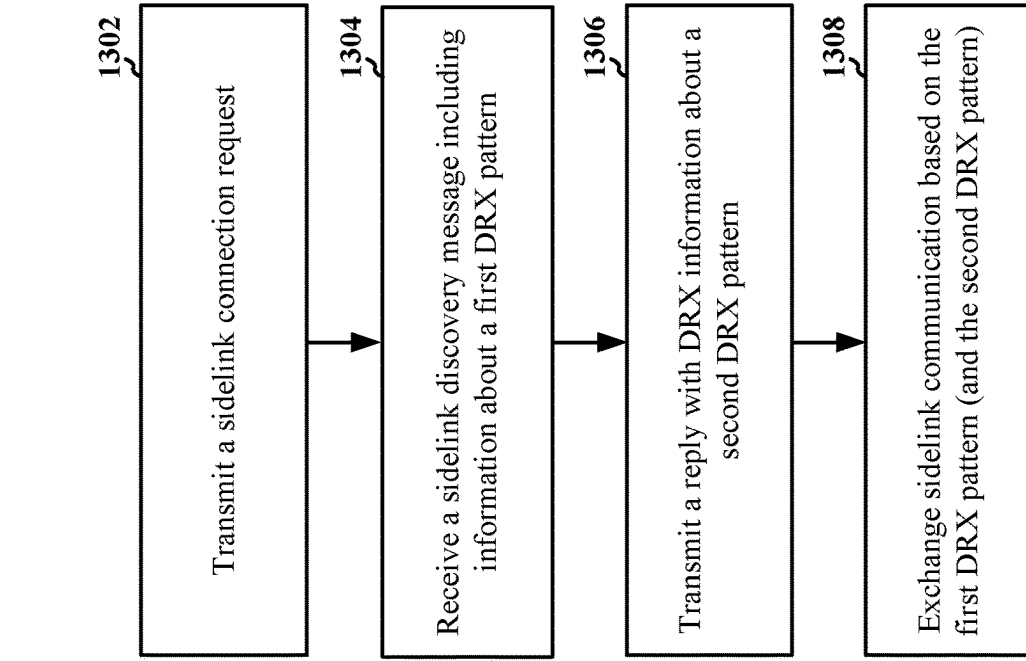 1302
Transmit a sidelink connection request
1304
Receive a sidelink discovery message including
information about a first DRX pattern
1306
Transmit a reply with DRX information about a
second DRX pattern
1308
Exchange sidelink communication based on the
first DRX pattern (and the second DRX pattern)